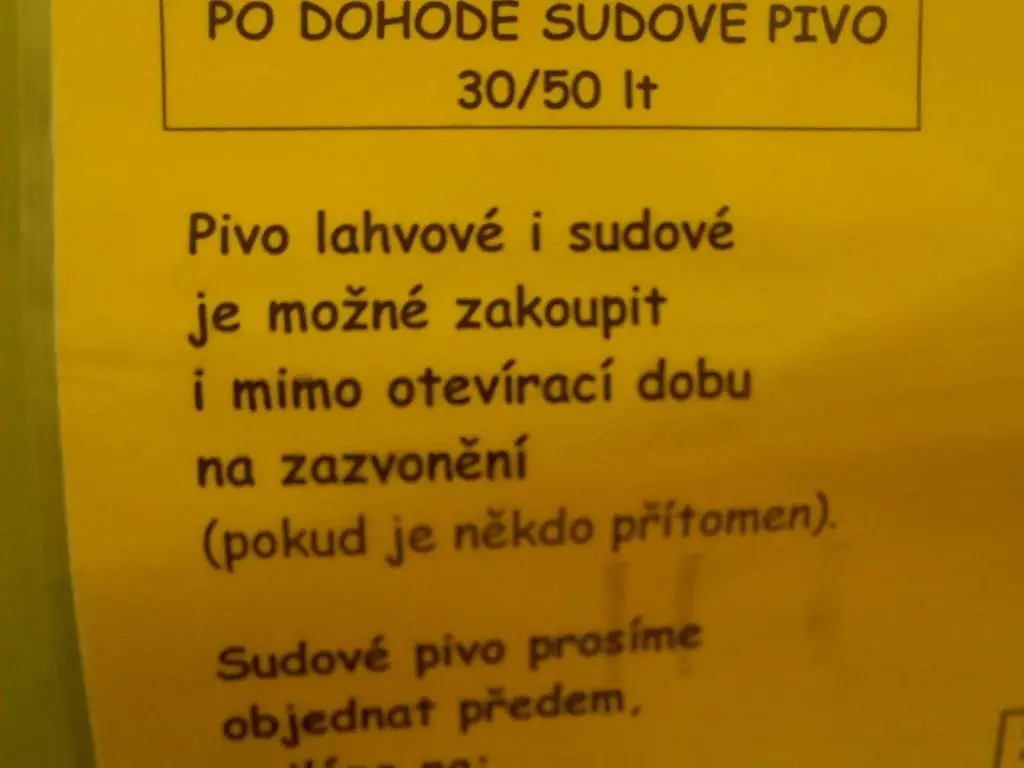 PO DOHODĚ SUDOVÉ PIVO
30/50 lt
Pivo lahvové i sudové
je možné zakoupit
i mimo otevírací dobu
na zazvonění
(pokud je někdo přítomen).
Sudové pivo prosíme
objednat předem,
na: